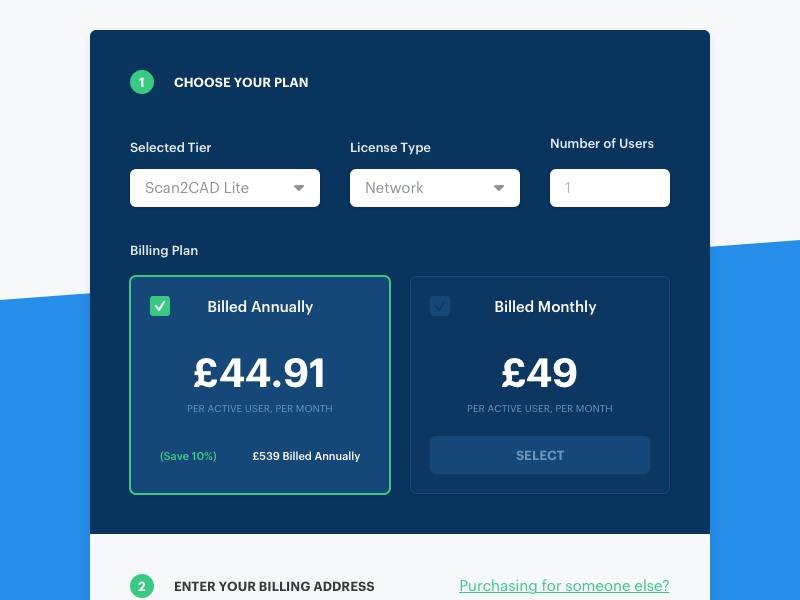 1 CHOOSE YOUR PLAN
Selected Tier License Type Number of Users
Scan2CAD Lite Network 1
Billing Plan
Billed Annually
£44.91
PER ACTIVE USER, PER MONTH
(Save 10%) £539 Billed Annually
Billed Monthly
£49
PER ACTIVE USER, PER MONTH
SELECT
2 ENTER YOUR BILLING ADDRESS Purchasing for someone else?